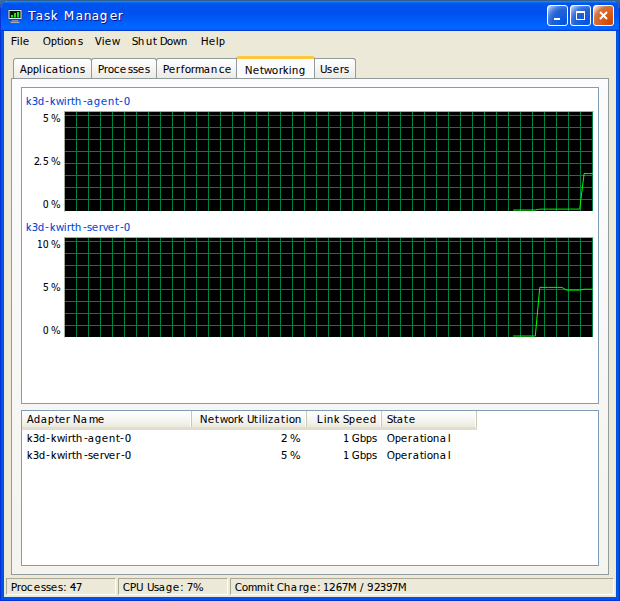 Task Manager
File Options View Shut Down Help
Applications Processes Performance Networking Users
k3d-kwirth-agent-0
5 %
2.5 %
0 %
k3d-kwirth-server-0
10 %
5 %
0 %
Adapter Name Network Utilization Link Speed State
k3d-kwirth-agent-0 2 % 1 Gbps Operational
k3d-kwirth-server-0 5 % 1 Gbps Operational
Processes: 47 CPU Usage: 7% Commit Charge: 1267M / 92397M